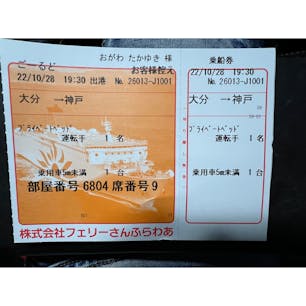 ごーるど
おがわ たかゆき 様
お客様控え
22/10/28 19:30 出港 No. 26013-J1001
大分 → 神戸
プライベートベッド
運転手 1 名
乗用車5m未満 1 台
部屋番号 6804 席番号 9
株式会社フェリーさんふらわあ
乗船券
22/10/28 19:30
No. 26013-J1001
大分 → 神戸
プライベートベッド
運転手 1 名
乗用車5m未満 1 台